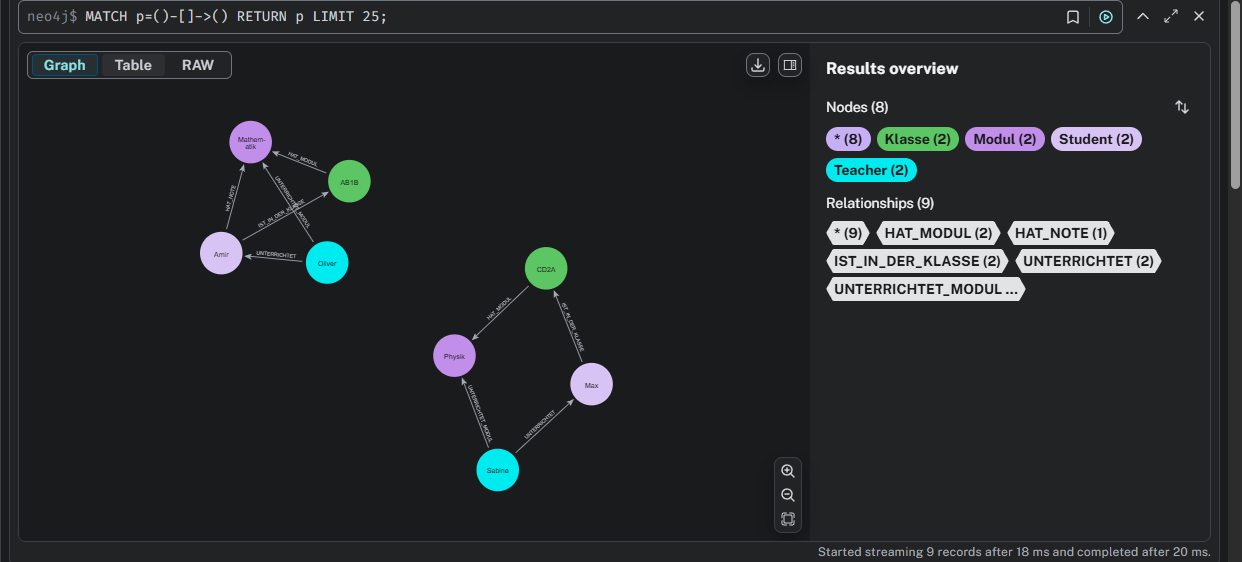 neo4j$ MATCH p=()-[]->() RETURN p LIMIT 25;
Graph Table RAW
Results overview
Nodes (8)
* (8) Klasse (2) Modul (2) Student (2)
Teacher (2)
Relationships (9)
* (9) HAT_MODUL (2) HAT_NOTE (1)
IST_IN_DER_KLASSE (2) UNTERRICHTET (2)
UNTERRICHTET_MODUL ...
Mathem-
atik
HAT_MODUL
AB1B
HAT_NOTE
UNTERRICHTET_MODUL
IST_IN_DER_KLASSE
Amir
UNTERRICHTET
Oliver
CD2A
HAT_MODUL
IST_IN_DER_KLASSE
Physik
Max
UNTERRICHTET_MODUL
UNTERRICHTET
Sabine
Started streaming 9 records after 18 ms and completed after 20 ms.